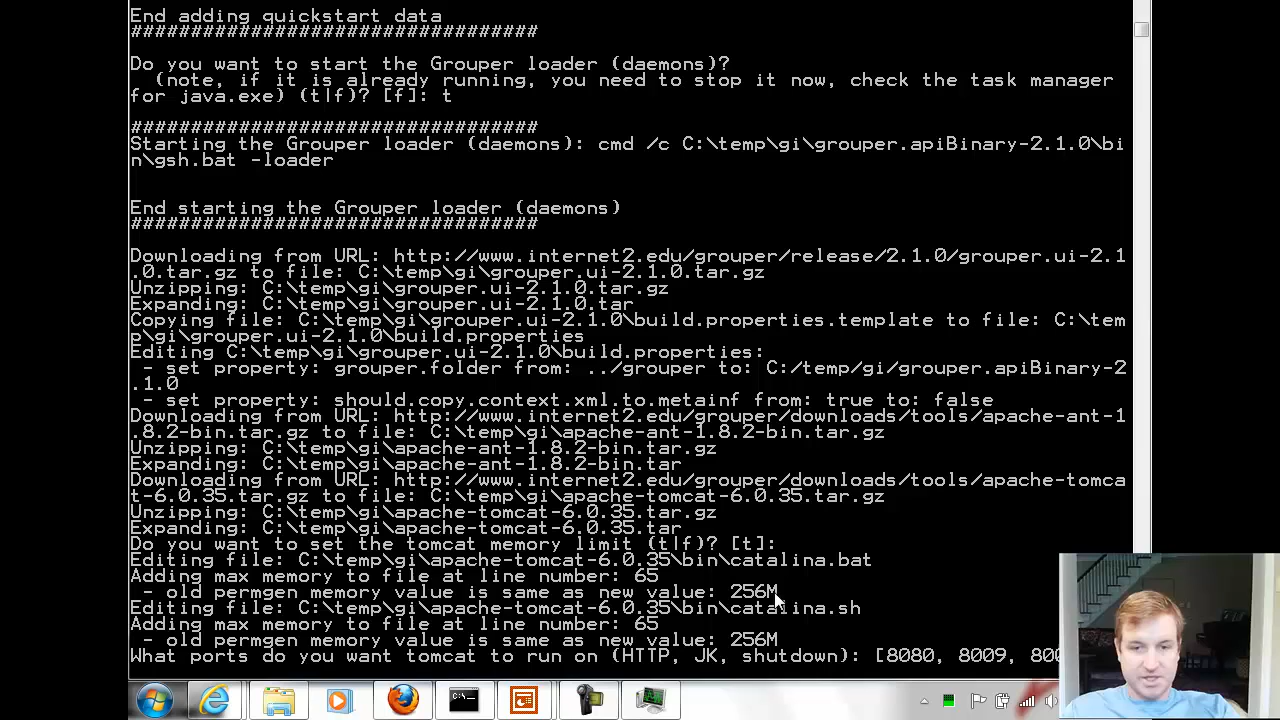 End adding quickstart data
##################################
Do you want to start the Grouper loader (daemons)?
(note, if it is already running, you need to stop it now, check the task manager
for java.exe) (t|f)? [f]: t
##################################
Starting the Grouper loader (daemons): cmd /c C:\temp\gi\grouper.apiBinary-2.1.0\bi
n\gsh.bat -loader
End starting the Grouper loader (daemons)
##################################
Downloading from URL: http://www.internet2.edu/grouper/release/2.1.0/grouper.ui-2.1
.0.tar.gz to file: C:\temp\gi\grouper.ui-2.1.0.tar.gz
Unzipping: C:\temp\gi\grouper.ui-2.1.0.tar.gz
Expanding: C:\temp\gi\grouper.ui-2.1.0.tar
Copying file: C:\temp\gi\grouper.ui-2.1.0\build.properties.template to file: C:\tem
p\gi\grouper.ui-2.1.0\build.properties
Editing C:\temp\gi\grouper.ui-2.1.0\build.properties:
- set property: grouper.folder from: ../grouper to: C:/temp/gi/grouper.apiBinary-2
.1.0
- set property: should.copy.context.xml.to.metainf from: true to: false
Downloading from URL: http://www.internet2.edu/grouper/downloads/tools/apache-ant-1
.8.2-bin.tar.gz to file: C:\temp\gi\apache-ant-1.8.2-bin.tar.gz
Unzipping: C:\temp\gi\apache-ant-1.8.2-bin.tar.gz
Expanding: C:\temp\gi\apache-ant-1.8.2-bin.tar
Downloading from URL: http://www.internet2.edu/grouper/downloads/tools/apache-tomca
t-6.0.35.tar.gz to file: C:\temp\gi\apache-tomcat-6.0.35.tar.gz
Unzipping: C:\temp\gi\apache-tomcat-6.0.35.tar.gz
Expanding: C:\temp\gi\apache-tomcat-6.0.35.tar
Do you want to set the tomcat memory limit (t|f)? [t]:
Editing file: C:\temp\gi\apache-tomcat-6.0.35\bin\catalina.bat
Adding max memory to file at line number: 65
- old permgen memory value is same as new value: 256M
Editing file: C:\temp\gi\apache-tomcat-6.0.35\bin\catalina.sh
Adding max memory to file at line number: 65
- old permgen memory value is same as new value: 256M
What ports do you want tomcat to run on (HTTP, JK, shutdown): [8080, 8009,